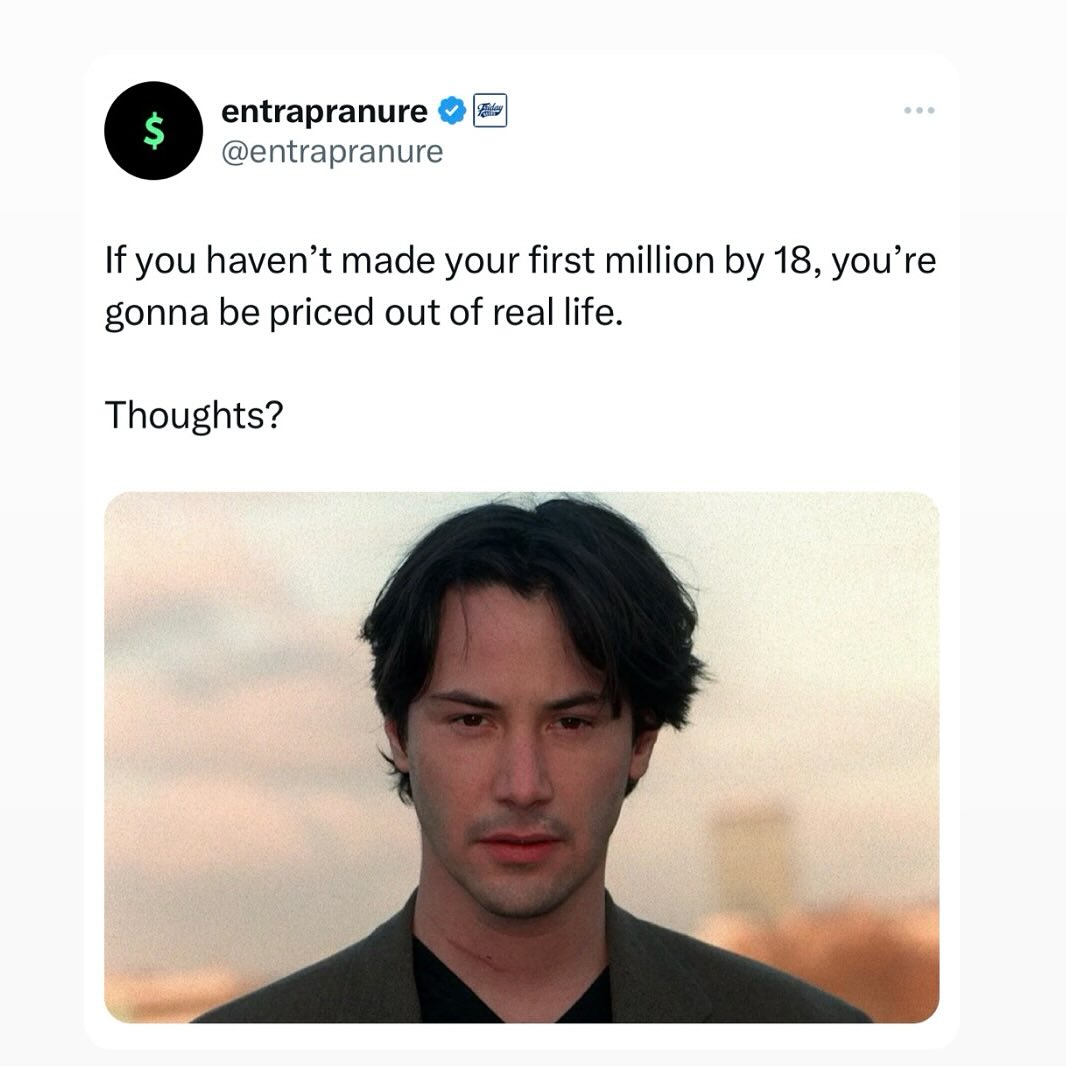 $
entrapranure
@entrapranure
If you haven’t made your first million by 18, you’re
gonna be priced out of real life.
Thoughts?